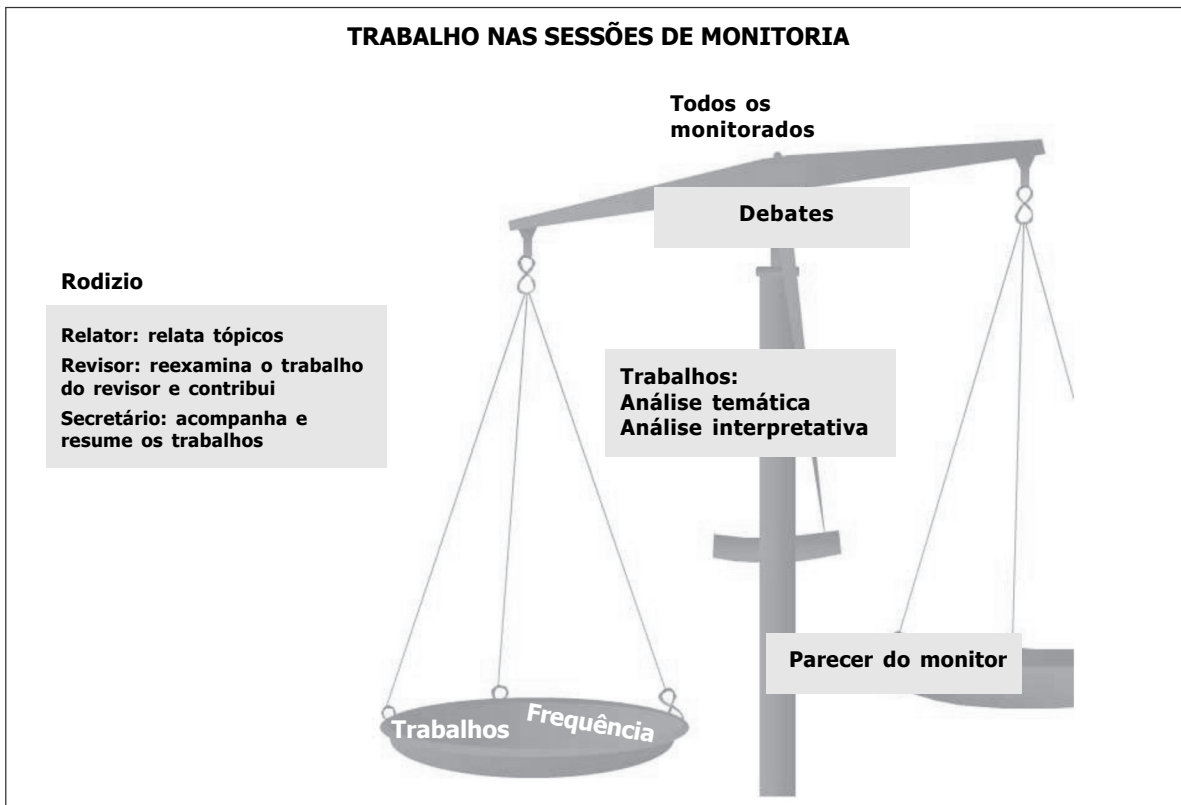 TRABALHO NAS SESSÕES DE MONITORIA
Todos os
monitorados
Debates
Rodizio
Relator: relata tópicos
Revisor: reexamina o trabalho
do revisor e contribui
Secretário: acompanha e
resume os trabalhos
Trabalhos:
Análise temática
Análise interpretativa
Parecer do monitor
Trabalhos
Frequência